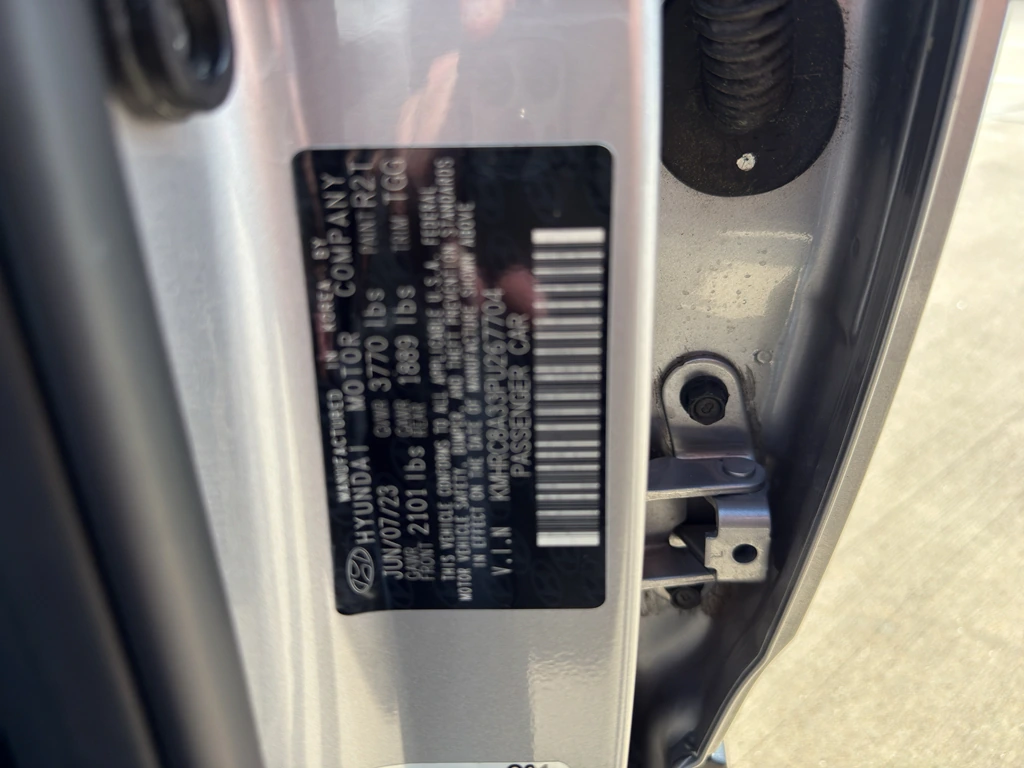 MANUFACTURED IN KOREA BY
HYUNDAI MOTOR COMPANY
JUN/07/23 GVWR 3770 lbs PAINT R2T
GAWR FRONT 2101 lbs GAWR REAR 1889 lbs TRIM TGG
THIS VEHICLE CONFORMS TO ALL APPLICABLE U.S.A. FEDERAL
MOTOR VEHICLE SAFETY, BUMPER, AND THEFT PREVENTION STANDARDS
IN EFFECT ON THE DATE OF MANUFACTURE SHOWN ABOVE
V.I.N KMHRC8A33PU267704
PASSENGER CAR